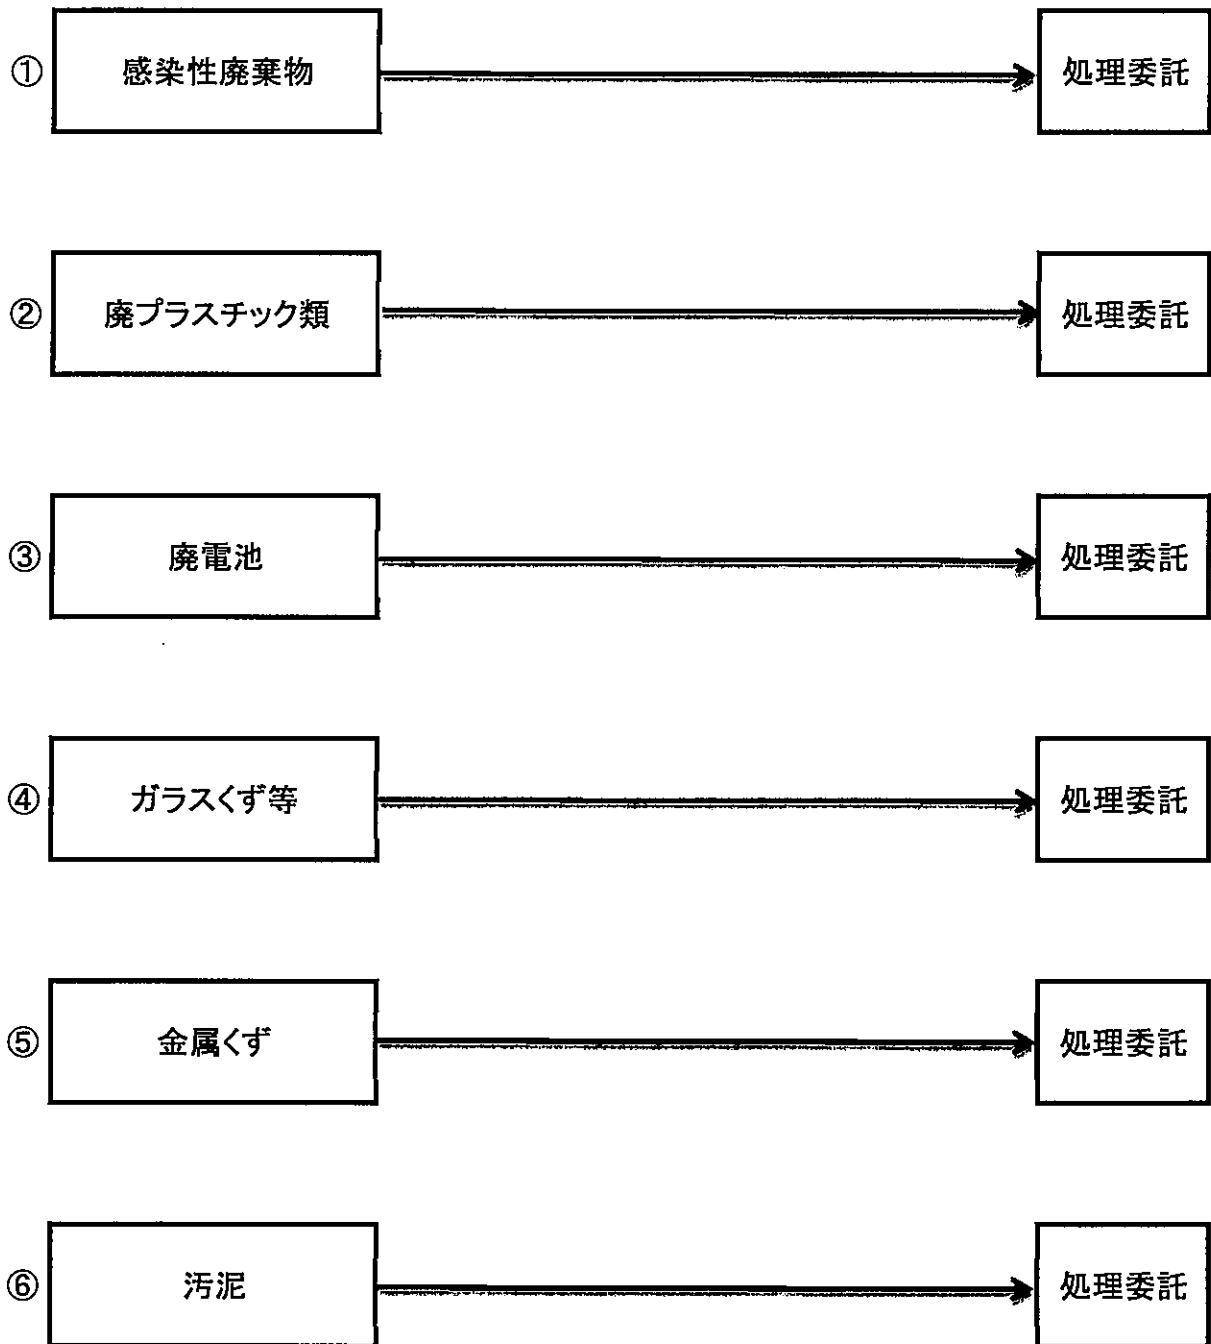 ① 感染性廃棄物 処理委託
② 廃プラスチック類 処理委託
③ 廃電池 処理委託
④ ガラスくず等 処理委託
⑤ 金属くず 処理委託
⑥ 汚泥 処理委託